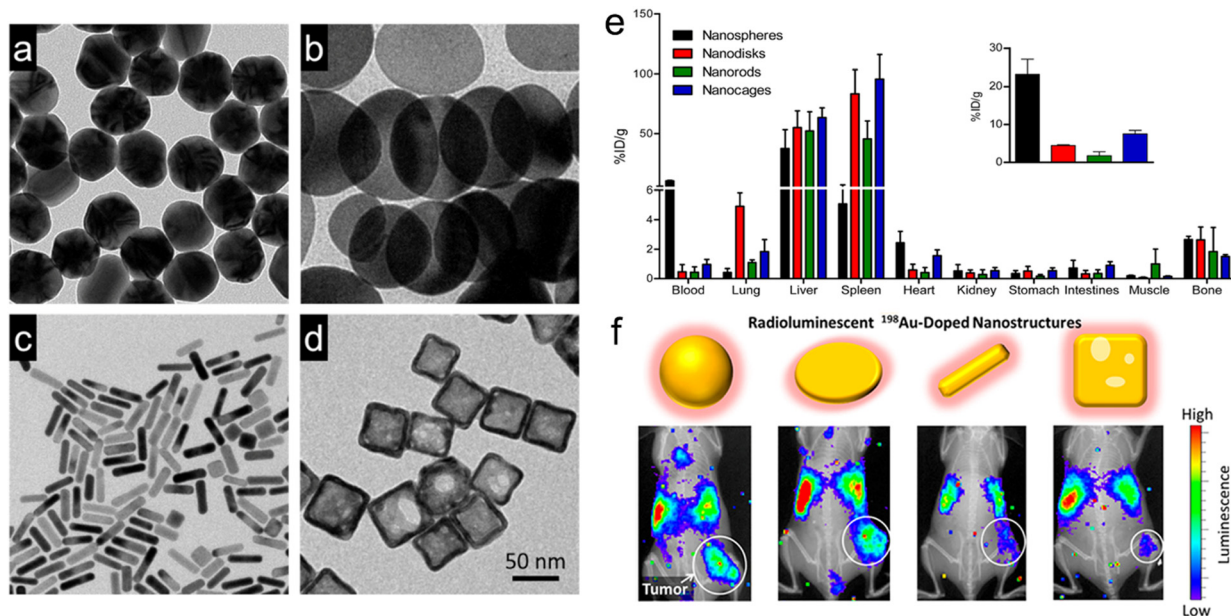 a
b
c
d
50 nm
e
%ID/g
150
100
50
6
4
2
0
Nanospheres
Nanodisks
Nanorods
Nanocages
%ID/g
30
20
10
0
Blood Lung Liver Spleen Heart Kidney Stomach Intestines Muscle Bone
f
Radioluminescent ¹⁹⁸Au-Doped Nanostructures
Tumor
High
Luminescence
Low